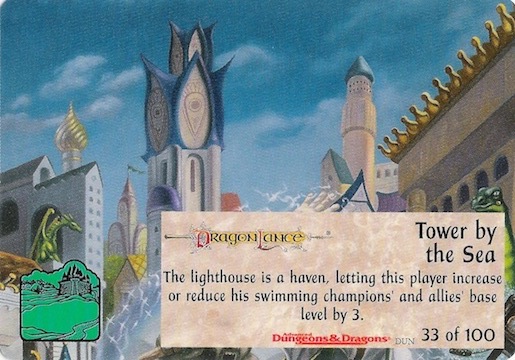 DRAGONLANCE
Tower by
the Sea
The lighthouse is a haven, letting this player increase
or reduce his swimming champions' and allies' base
level by 3.
Advanced
Dungeons&Dragons
DUN 33 of 100